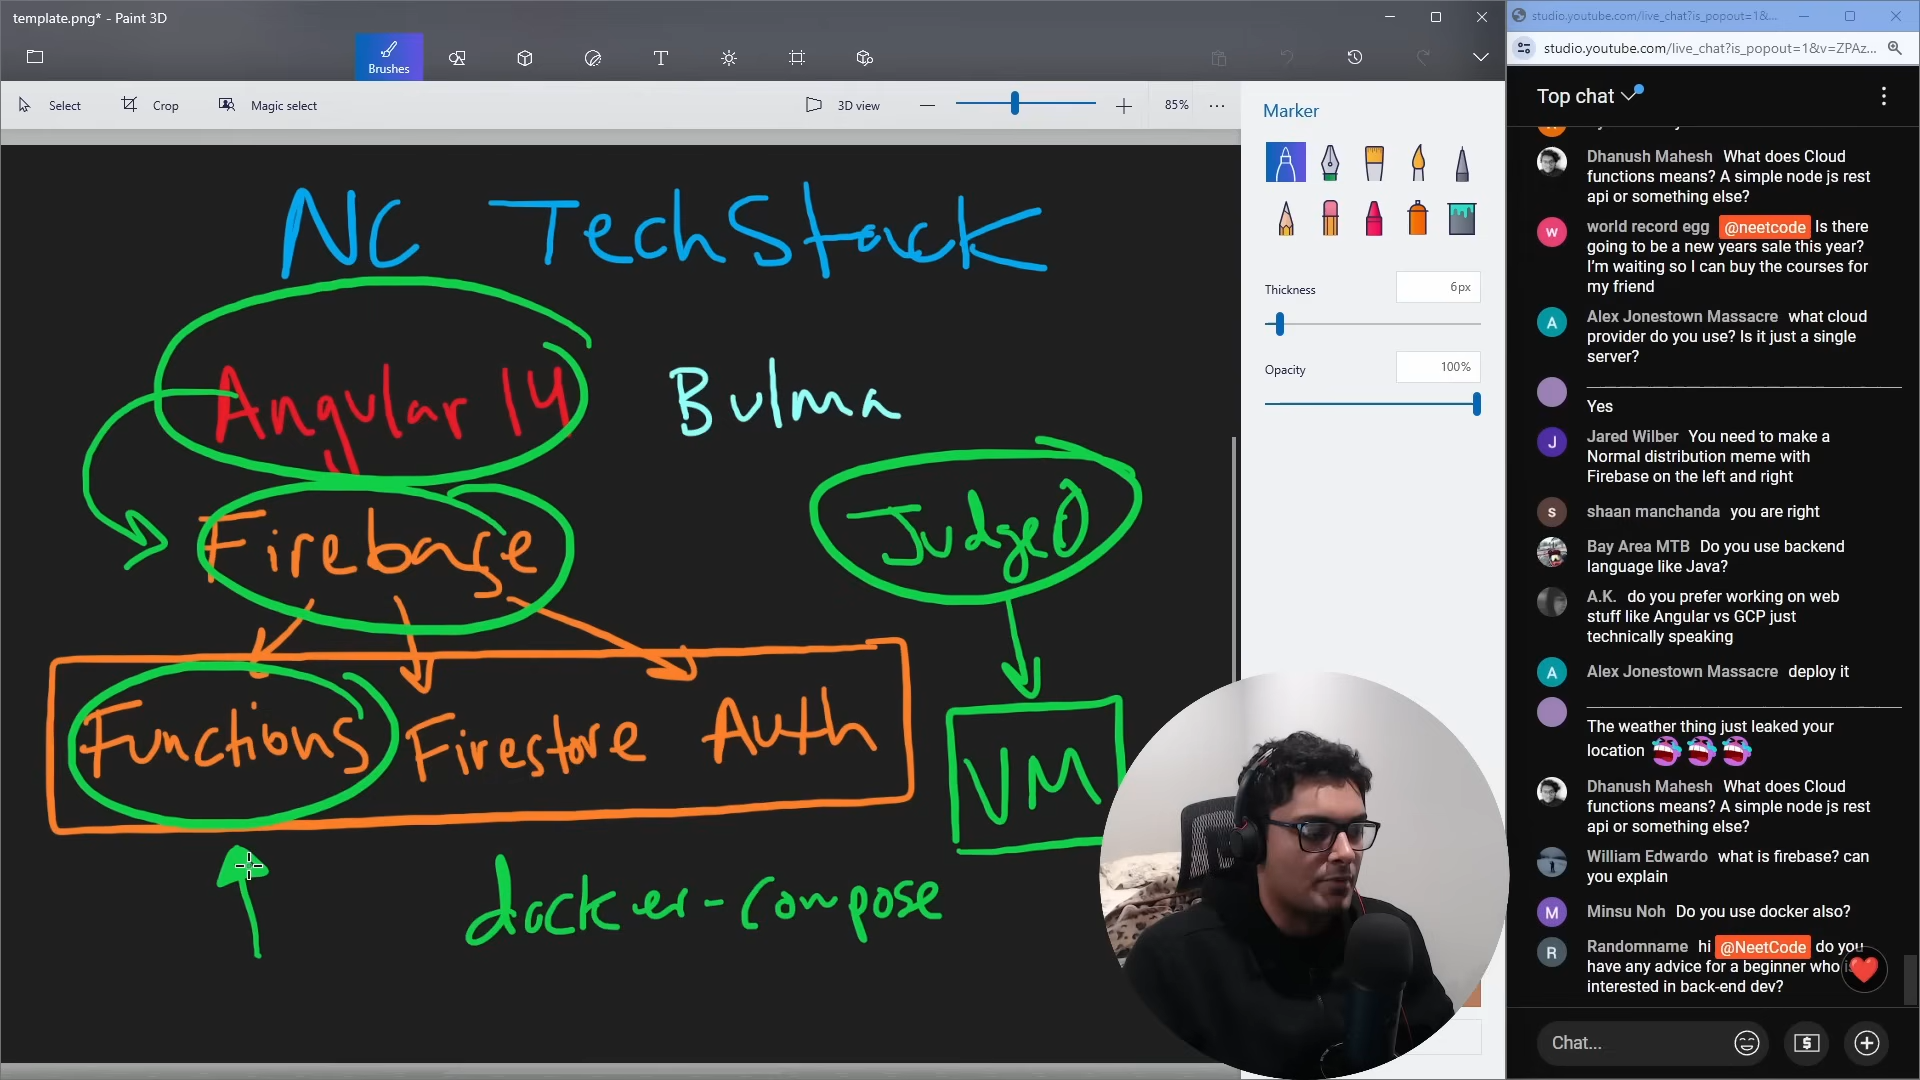 template.png* - Paint 3D
Brushes
Select
Crop
Magic select
3D view
85%
Marker
Thickness
6px
Opacity
100%
NC TechStack
Angular 14
Bulma
Firebase
Judge0
Functions
Firestore
Auth
VM
docker-compose
studio.youtube.com/live_chat?is_popout=1&...
studio.youtube.com/live_chat?is_popout=1&v=ZPAz...
Top chat
Dhanush Mahesh What does Cloud
functions means? A simple node js rest
api or something else?
world record egg @neetcode Is there
going to be a new years sale this year?
I'm waiting so I can buy the courses for
my friend
Alex Jonestown Massacre what cloud
provider do you use? Is it just a single
server?
Yes
Jared Wilber You need to make a
Normal distribution meme with
Firebase on the left and right
shaan manchanda you are right
Bay Area MTB Do you use backend
language like Java?
A.K. do you prefer working on web
stuff like Angular vs GCP just
technically speaking
Alex Jonestown Massacre deploy it
The weather thing just leaked your
location
Dhanush Mahesh What does Cloud
functions means? A simple node js rest
api or something else?
William Edwardo what is firebase? can
you explain
Minsu Noh Do you use docker also?
Randomname hi @NeetCode do you
have any advice for a beginner who is
interested in back-end dev?
Chat...